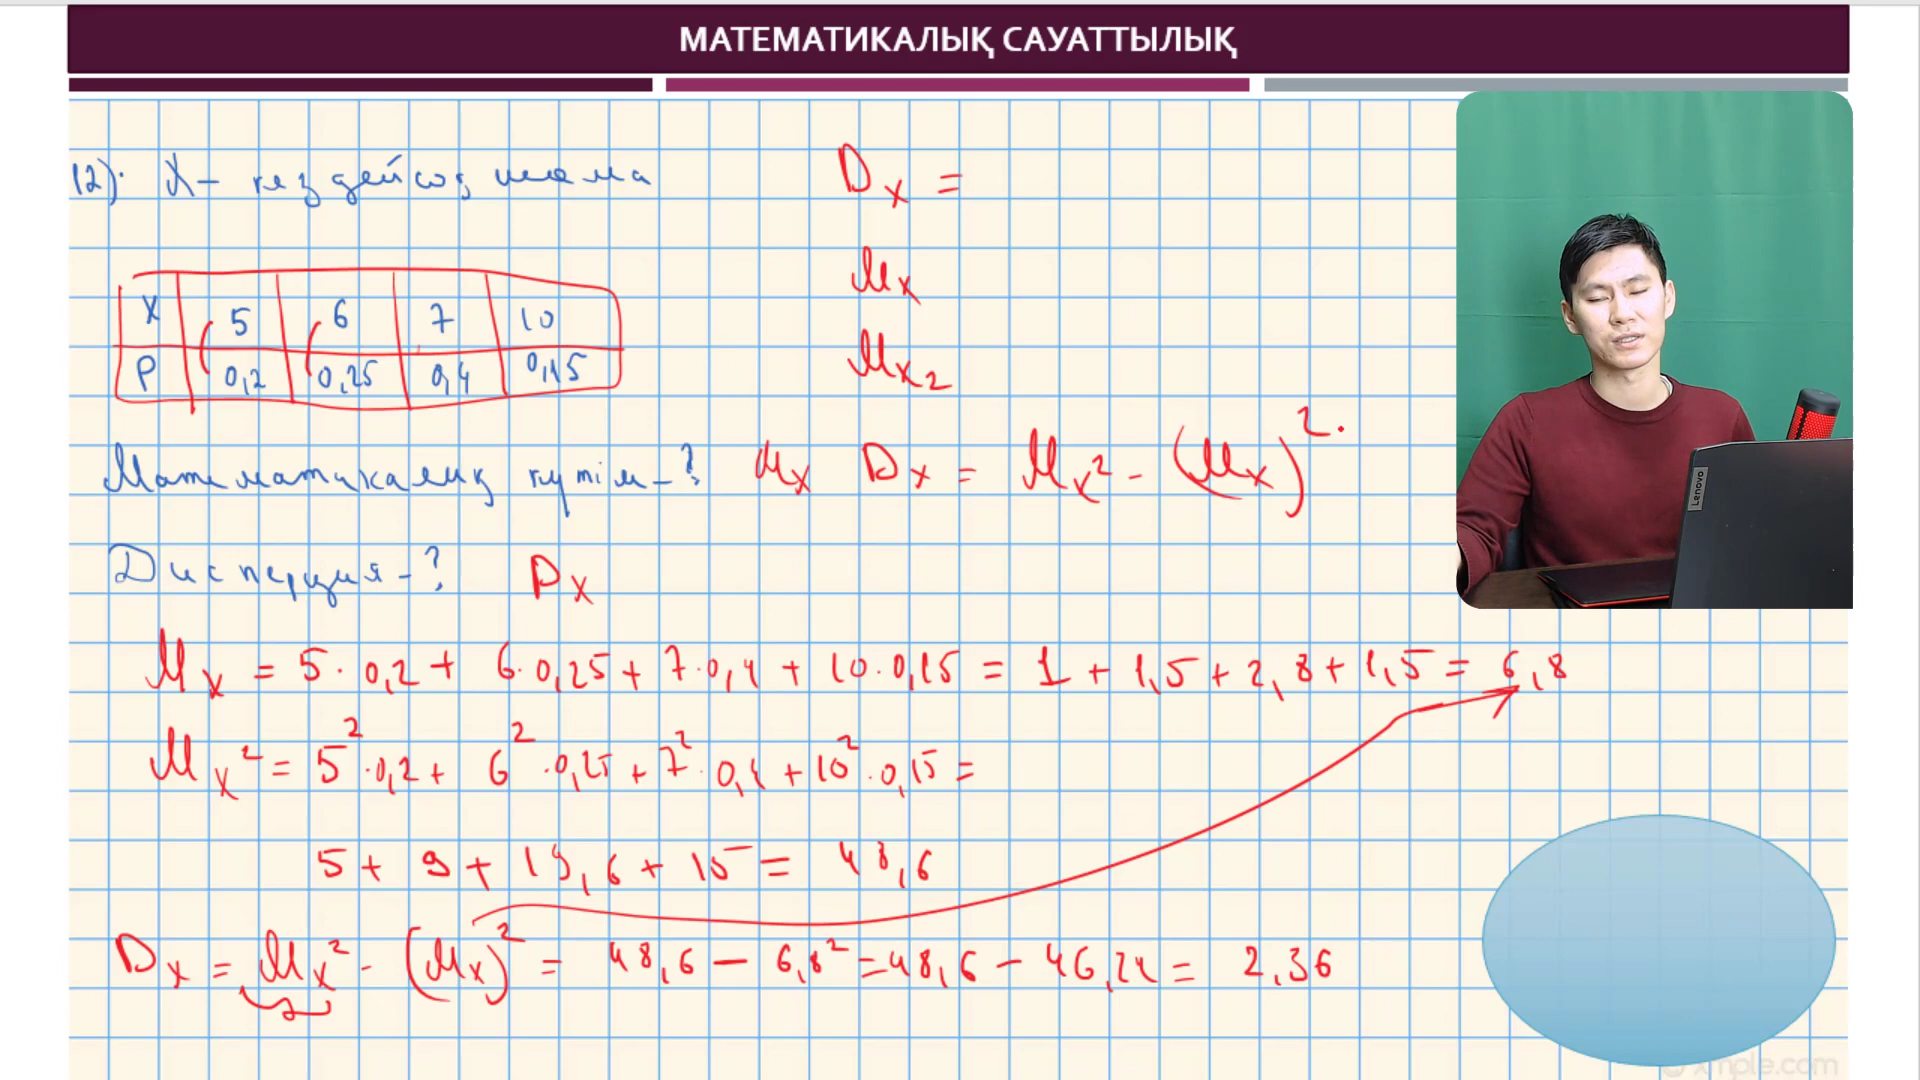 МАТЕМАТИКАЛЫҚ САУАТТЫЛЫҚ
12). X – кездейсоқ шама
X 5 6 7 10
P 0,2 0,25 0,4 0,15
Dx =
Mx
Mx2
Математикалық күтім – ? Mx Dx = Mx² - (Mx)².
Дисперсия – ? Dx
Mx = 5 · 0,2 + 6 · 0,25 + 7 · 0,4 + 10 · 0,15 = 1 + 1,5 + 2,8 + 1,5 = 6,8
Mx² = 5² · 0,2 + 6² · 0,25 + 7² · 0,4 + 10² · 0,15 =
5 + 9 + 19,6 + 15 = 48,6
Dx = Mx² - (Mx)² = 48,6 – 6,8² = 48,6 – 46,24 = 2,36
Lenovo